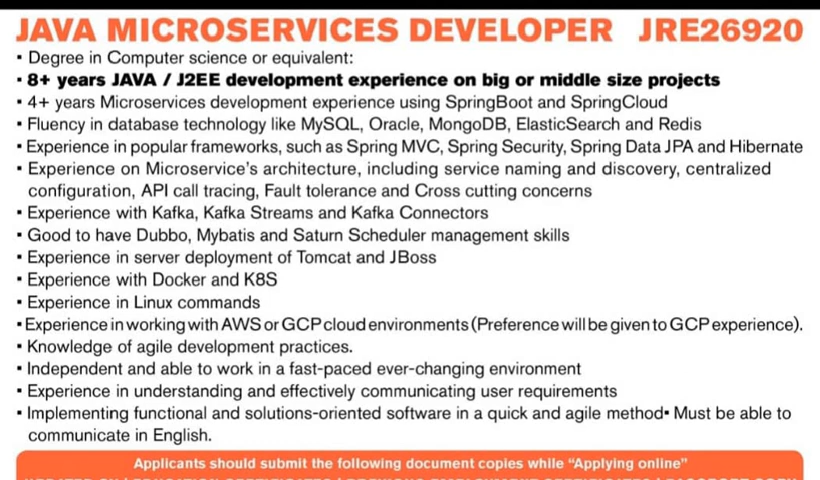 JAVA MICROSERVICES DEVELOPER JRE26920
▪ Degree in Computer science or equivalent:
▪ 8+ years JAVA / J2EE development experience on big or middle size projects
▪ 4+ years Microservices development experience using SpringBoot and SpringCloud
▪ Fluency in database technology like MySQL, Oracle, MongoDB, ElasticSearch and Redis
▪ Experience in popular frameworks, such as Spring MVC, Spring Security, Spring Data JPA and Hibernate
▪ Experience on Microservice's architecture, including service naming and discovery, centralized
configuration, API call tracing, Fault tolerance and Cross cutting concerns
▪ Experience with Kafka, Kafka Streams and Kafka Connectors
▪ Good to have Dubbo, Mybatis and Saturn Scheduler management skills
▪ Experience in server deployment of Tomcat and JBoss
▪ Experience with Docker and K8S
▪ Experience in Linux commands
▪ Experience in working with AWS or GCP cloud environments (Preference will be given to GCP experience).
▪ Knowledge of agile development practices.
▪ Independent and able to work in a fast-paced ever-changing environment
▪ Experience in understanding and effectively communicating user requirements
▪ Implementing functional and solutions-oriented software in a quick and agile method▪ Must be able to
communicate in English.
Applicants should submit the following document copies while “Applying online”